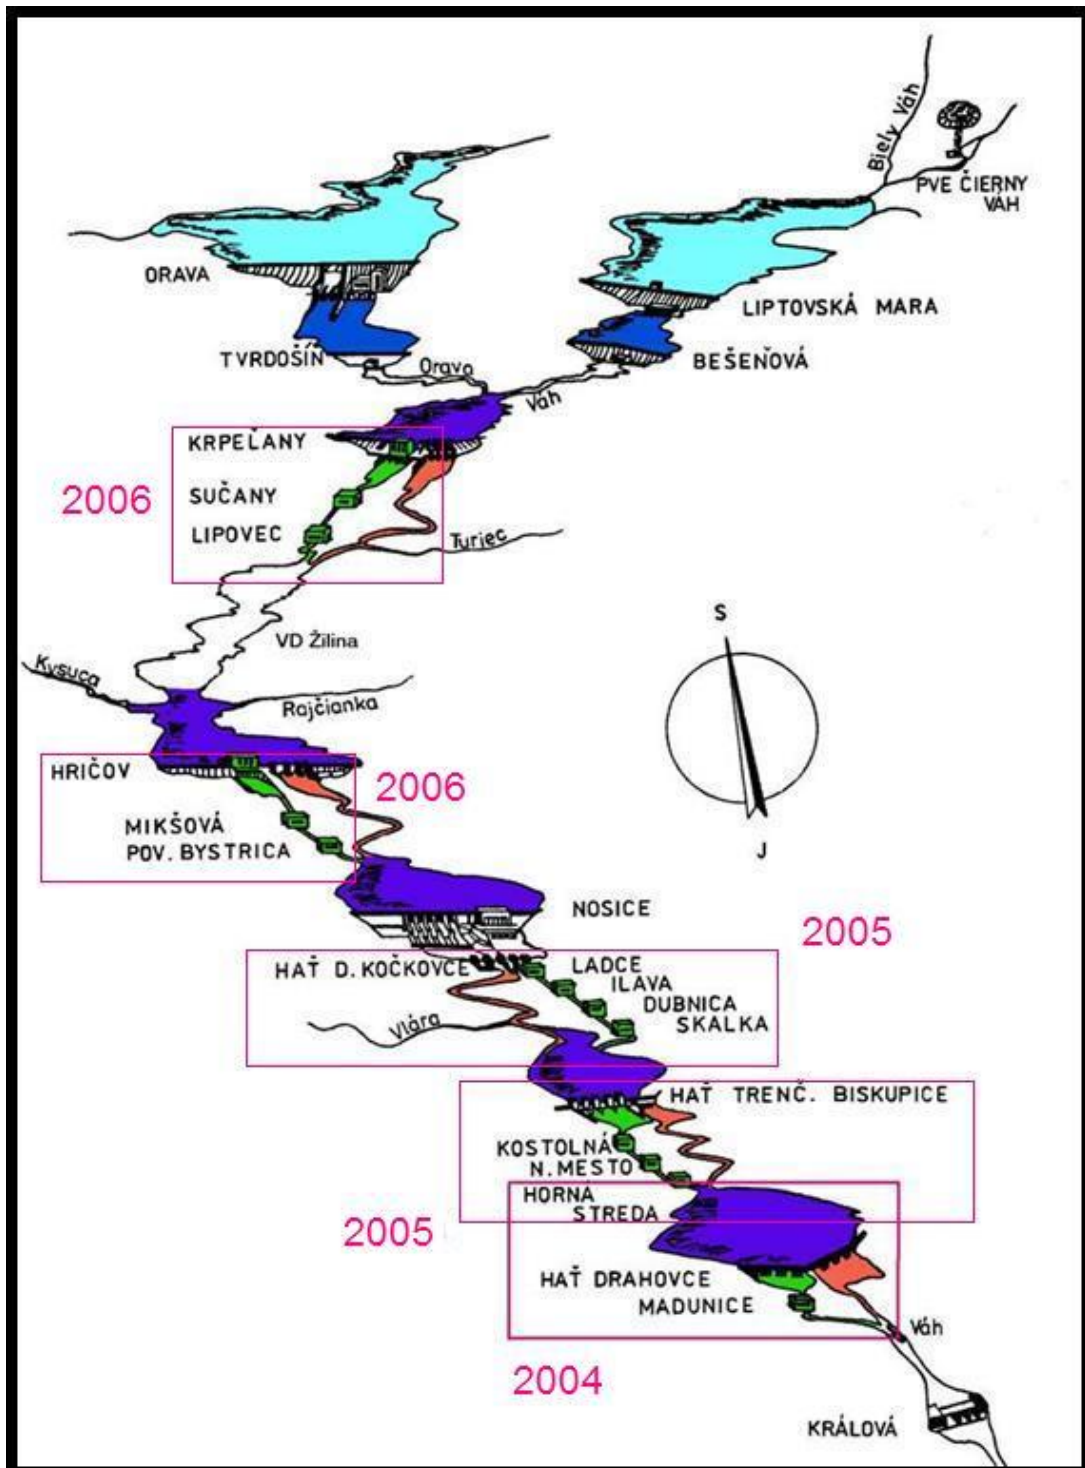 Biely Váh
PVE ČIERNY
VÁH
ORAVA
LIPTOVSKÁ MARA
TVRDOŠÍN
Orava
BEŠEŇOVÁ
Váh
KRPEĽANY
2006
SUČANY
LIPOVEC
Turiec
S
VD Žilina
Kysuca
Rajčianka
HRIČOV
2006
MIKŠOVÁ
POV. BYSTRICA
J
NOSICE
2005
HAŤ D. KOČKOVCE
LADCE
ILAVA
DUBNICA
SKALKA
Vlára
HAŤ TRENČ. BISKUPICE
KOSTOLNÁ
N. MESTO
HORNÁ
STREDA
2005
HAŤ DRAHOVCE
MADUNICE
Váh
2004
KRÁĽOVÁ